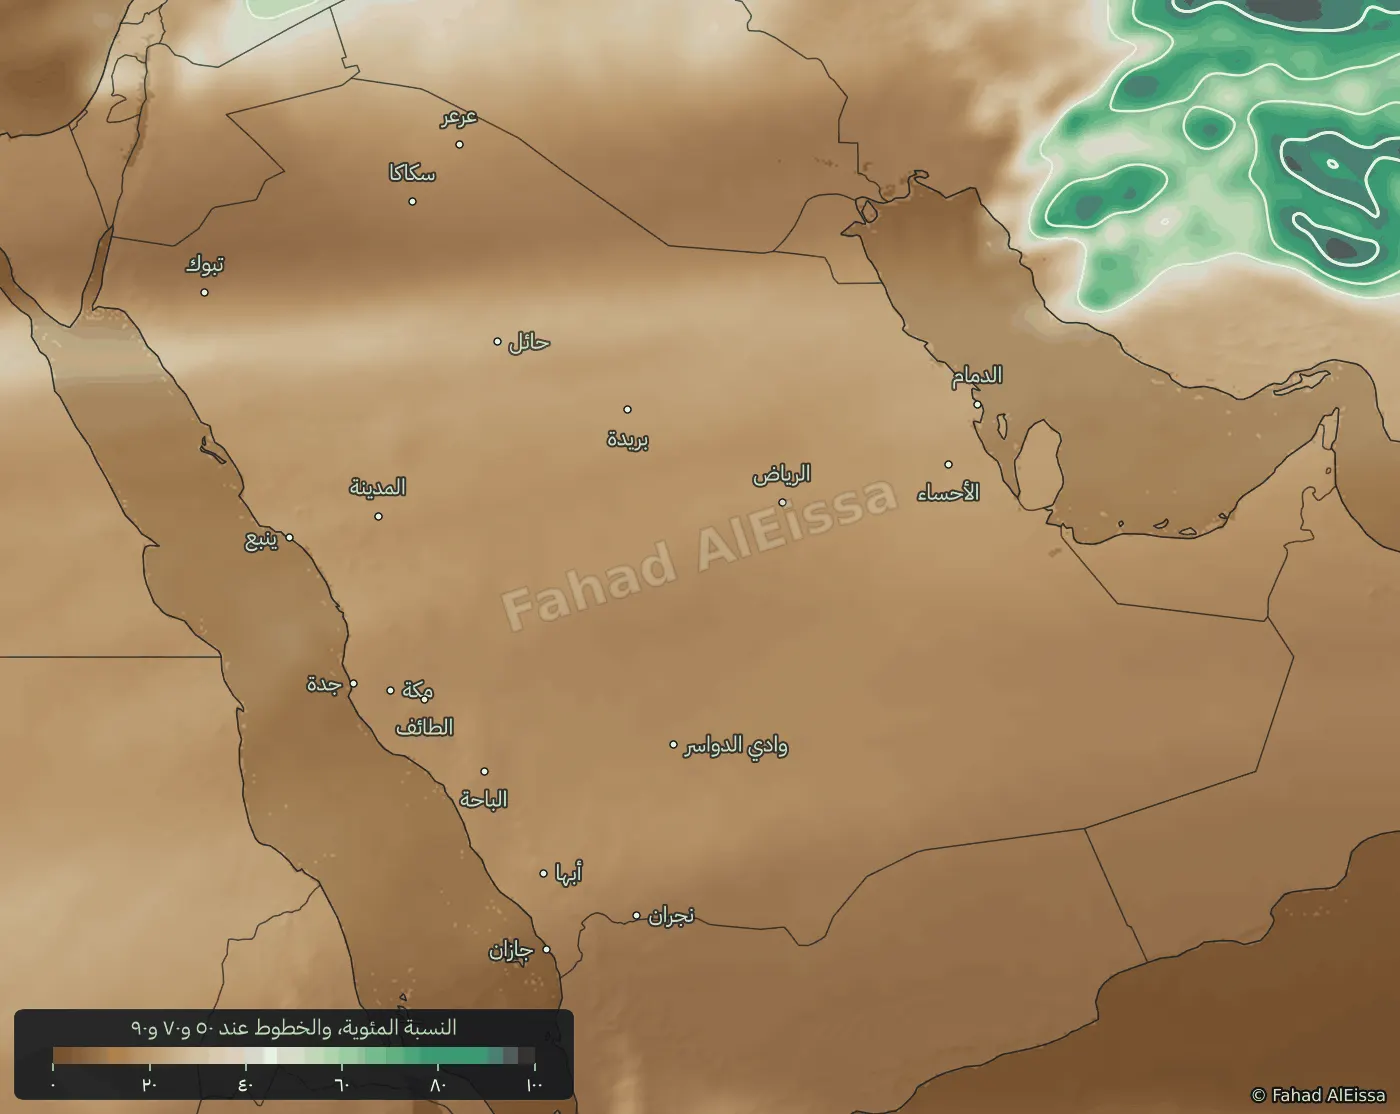 عرعر
سكاكا
تبوك
حائل
الدمام
بريدة
الرياض
الأحساء
المدينة
ينبع
Fahad AlEissa
جدة
مكة
الطائف
وادي الدواسر
الباحة
أبها
نجران
جازان
النسبة المئوية، والخطوط عند ٥٠ و٧٠ و٩٠
٠ ٢٠ ٤٠ ٦٠ ٨٠ ١٠٠
© Fahad AlEissa